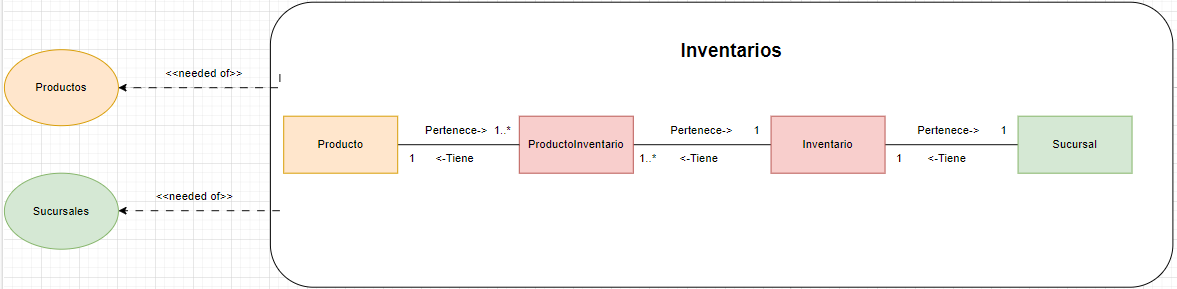 Inventarios
<<needed of>>
Productos
Pertenece-> 1..*
Pertenece-> 1
Pertenece-> 1
Producto
ProductoInventario
Inventario
Sucursal
1 <-Tiene
1..* <-Tiene
1 <-Tiene
<<needed of>>
Sucursales